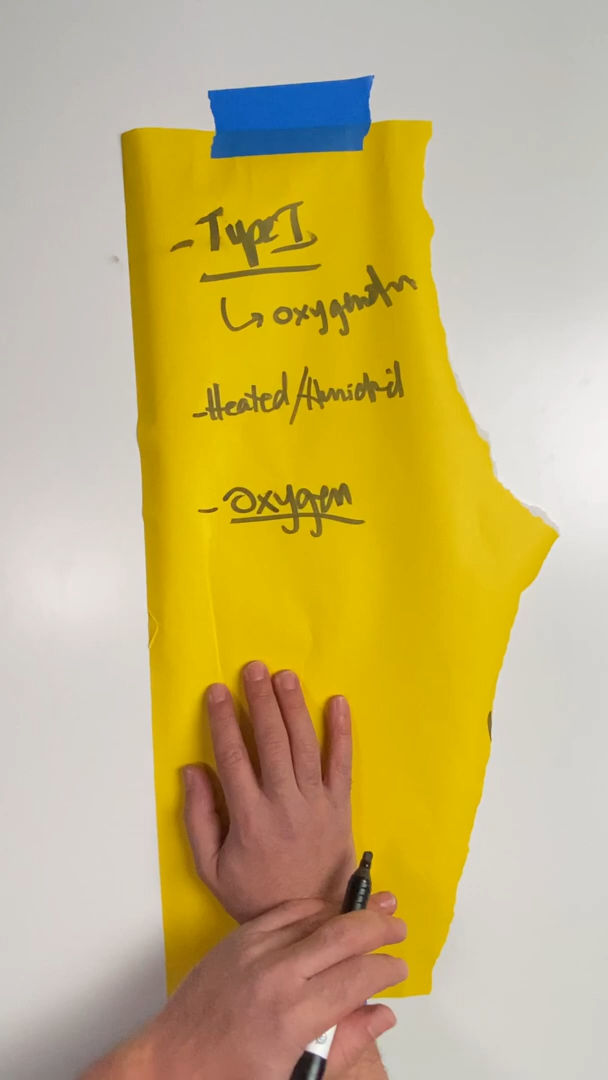 - Type I
↳ oxygenation
- Heated/Humidified
- Oxygen